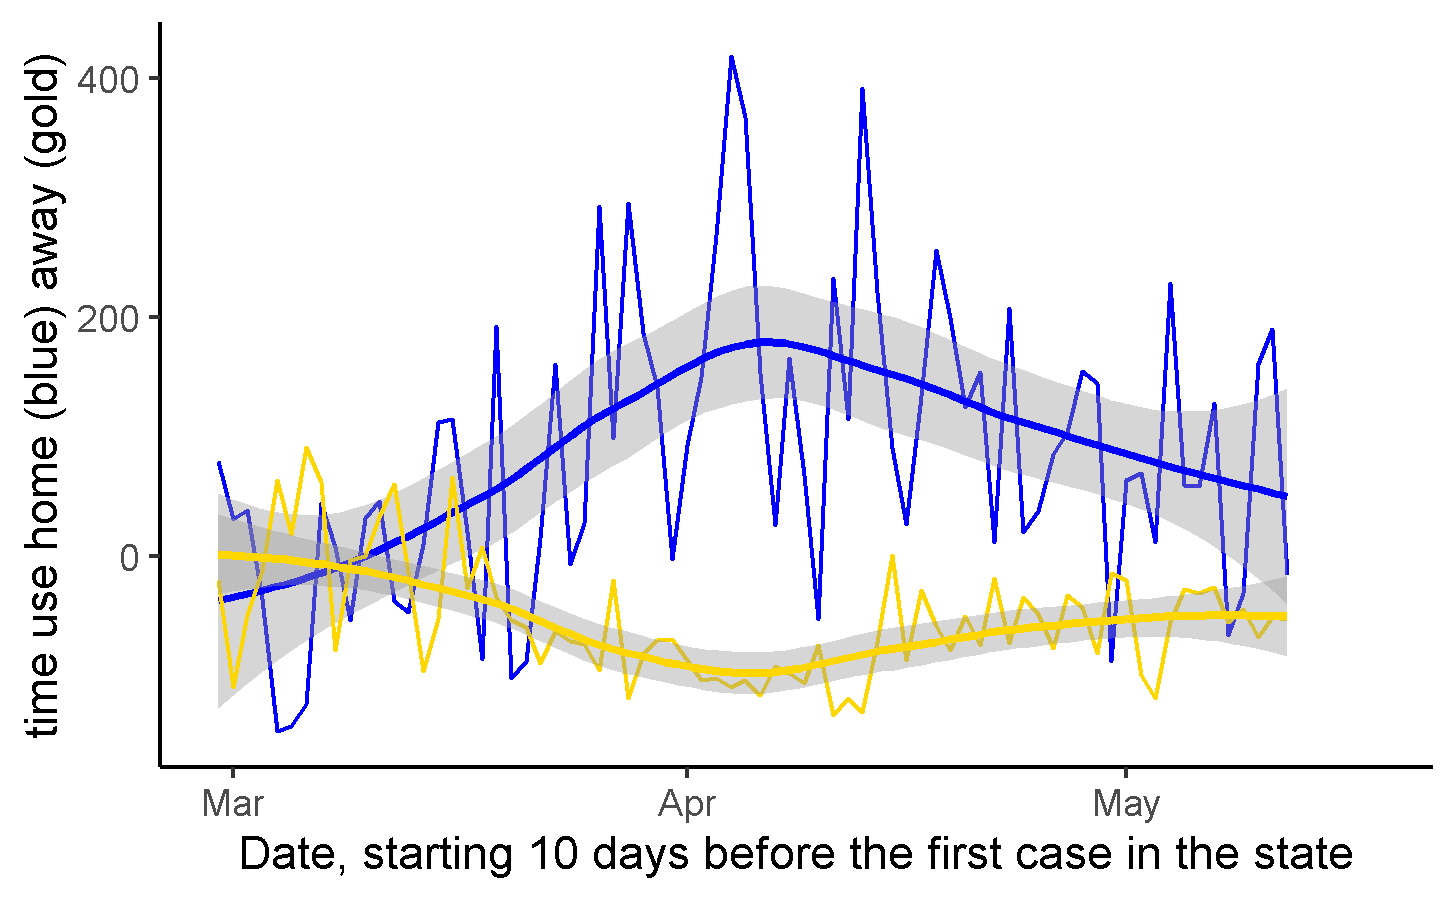 time use home (blue) away (gold)
400
200
0
Mar Apr May
Date, starting 10 days before the first case in the state